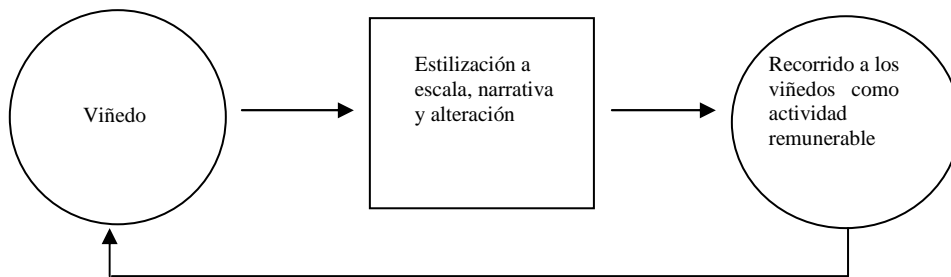 Viñedo
Estilización a
escala, narrativa
y alteración
Recorrido a los
viñedos como
actividad
remunerable